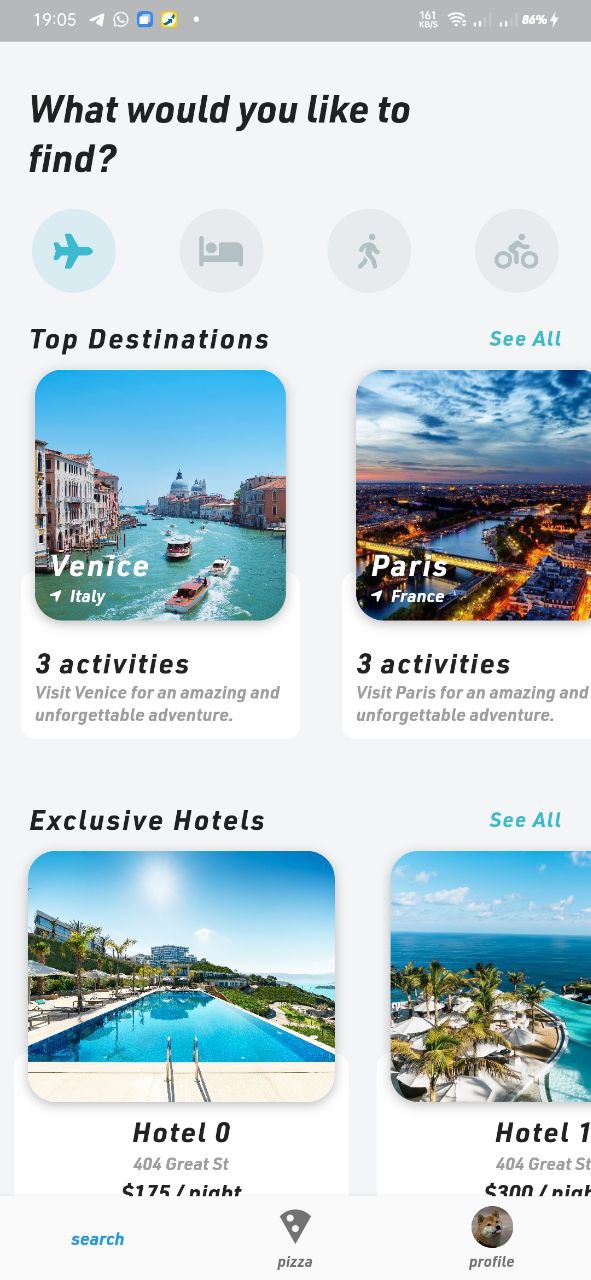 19:05
161
KB/S
86%
What would you like to
find?
Top Destinations
See All
Venice
Italy
Paris
France
3 activities
Visit Venice for an amazing and
unforgettable adventure.
3 activities
Visit Paris for an amazing and
unforgettable adventure.
Exclusive Hotels
See All
Hotel 0
404 Great St
$175 / night
Hotel 1
404 Great St
$300 / nigh
search
pizza
profile